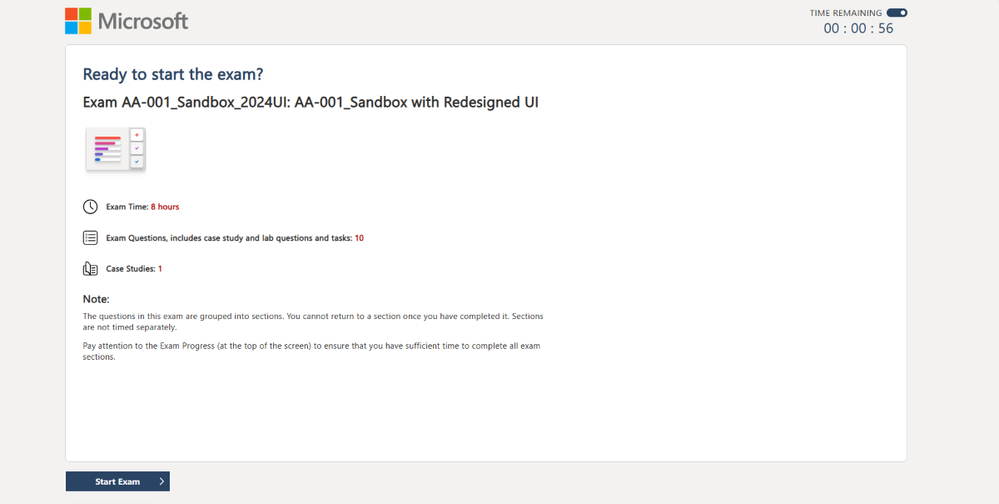 Microsoft
TIME REMAINING
00 : 00 : 56
Ready to start the exam?
Exam AA-001_Sandbox_2024UI: AA-001_Sandbox with Redesigned UI
Exam Time: 8 hours
Exam Questions, includes case study and lab questions and tasks: 10
Case Studies: 1
Note:
The questions in this exam are grouped into sections. You cannot return to a section once you have completed it. Sections
are not timed separately.
Pay attention to the Exam Progress (at the top of the screen) to ensure that you have sufficient time to complete all exam
sections.
Start Exam